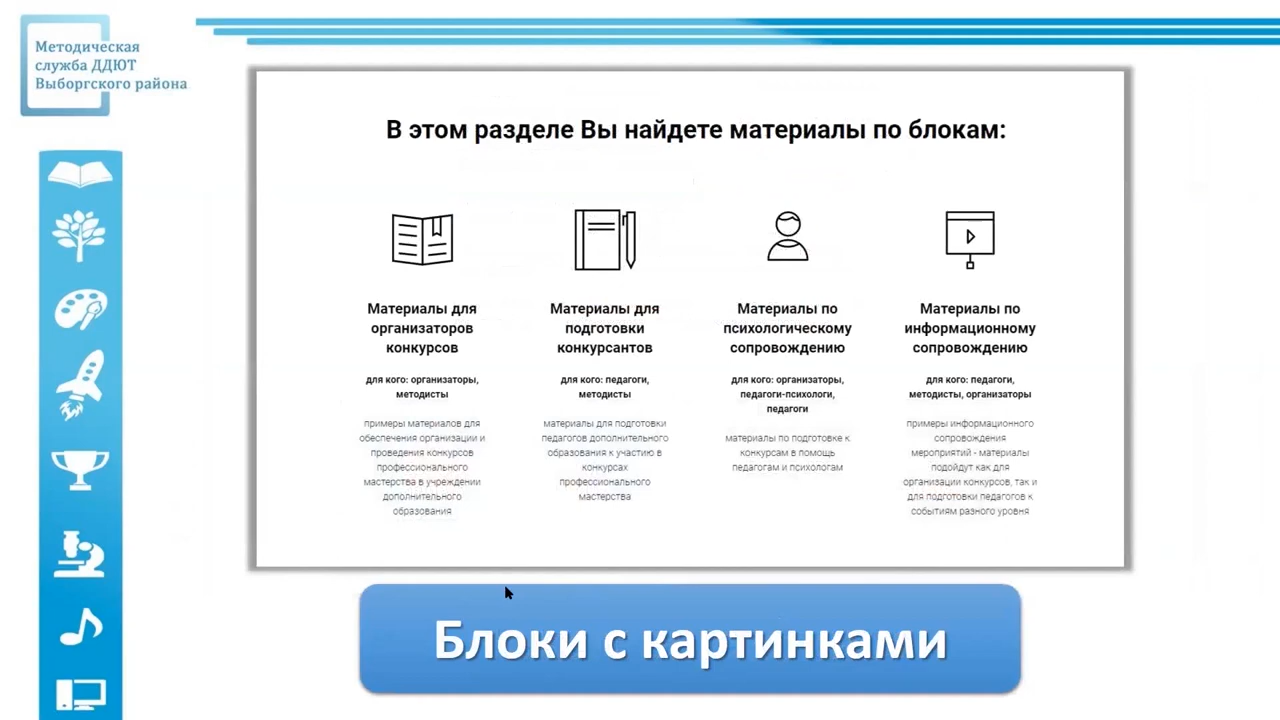 Методическая
служба ДДЮТ
Выборгского района
В этом разделе Вы найдете материалы по блокам:
Материалы для
организаторов
конкурсов
для кого: организаторы,
методисты
примеры материалов для
обеспечения организации и
проведения конкурсов
профессионального
мастерства в учреждении
дополнительного
образования
Материалы для
подготовки
конкурсантов
для кого: педагоги,
методисты
материалы для подготовки
педагогов дополнительного
образования к участию в
конкурсах
профессионального
мастерства
Материалы по
психологическому
сопровождению
для кого: организаторы,
педагоги-психологи,
педагоги
материалы по подготовке к
конкурсам в помощь
педагогам и психологам
Материалы по
информационному
сопровождению
для кого: педагоги,
методисты, организаторы
примеры информационного
сопровождения
мероприятий - материалы
подойдут как для
организации конкурсов, так и
для подготовки педагогов к
событиям разного уровня
Блоки с картинками